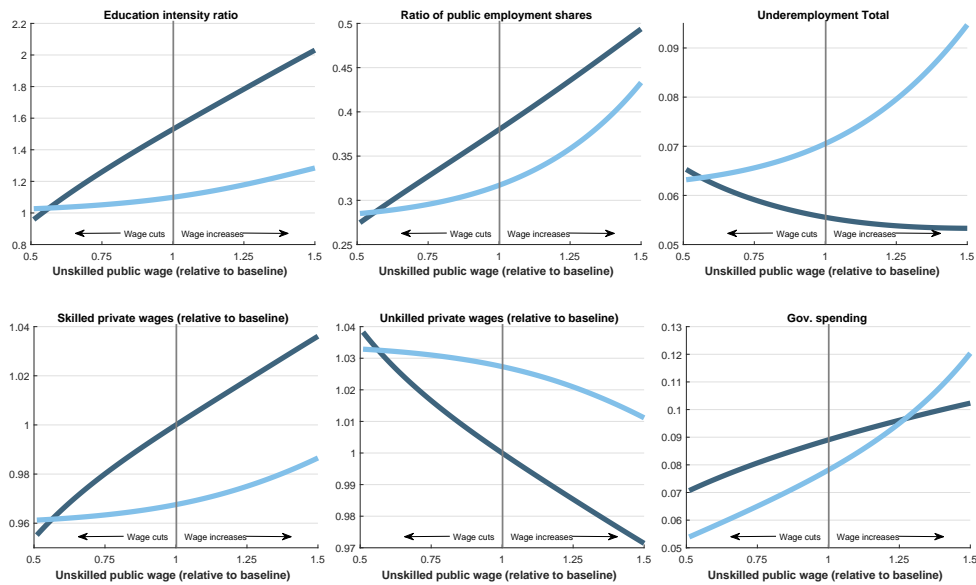 Education intensity ratio
2.2
2
1.8
1.6
1.4
1.2
1
0.8
Wage cuts
Wage increases
0.5
0.75
1
1.25
1.5
Unskilled public wage (relative to baseline)
Ratio of public employment shares
0.5
0.45
0.4
0.35
0.3
0.25
Wage cuts
Wage increases
0.5
0.75
1
1.25
1.5
Unskilled public wage (relative to baseline)
Underemployment Total
0.09
0.08
0.07
0.06
0.05
Wage cuts
Wage increases
0.5
0.75
1
1.25
1.5
Unskilled public wage (relative to baseline)
Skilled private wages (relative to baseline)
1.04
1.02
1
0.98
0.96
Wage cuts
Wage increases
0.5
0.75
1
1.25
1.5
Unskilled public wage (relative to baseline)
Unkilled private wages (relative to baseline)
1.04
1.03
1.02
1.01
1
0.99
0.98
0.97
Wage cuts
Wage increases
0.5
0.75
1
1.25
1.5
Unskilled public wage (relative to baseline)
Gov. spending
0.13
0.12
0.11
0.1
0.09
0.08
0.07
0.06
0.05
Wage cuts
Wage increases
0.5
0.75
1
1.25
1.5
Unskilled public wage (relative to baseline)